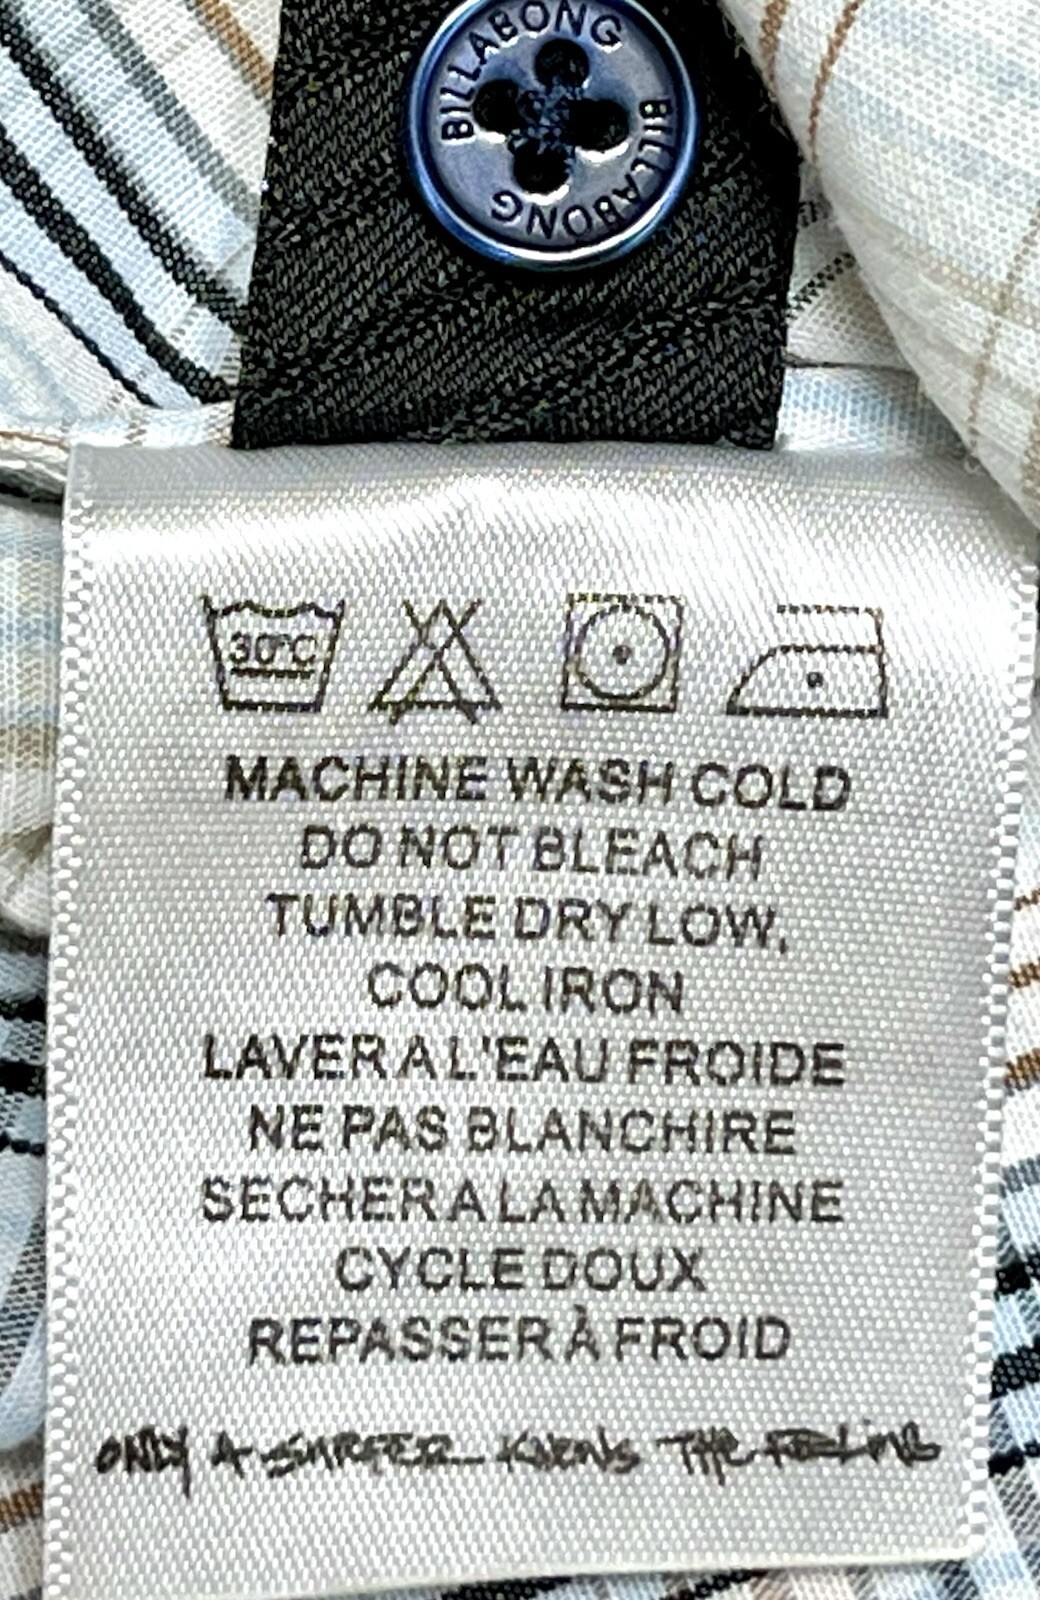 BILLABONG
BILLABONG
30°C
MACHINE WASH COLD
DO NOT BLEACH
TUMBLE DRY LOW,
COOL IRON
LAVER A L'EAU FROIDE
NE PAS BLANCHIRE
SECHER A LA MACHINE
CYCLE DOUX
REPASSER À FROID
ONLY A SURFER KNOWS THE FEELING